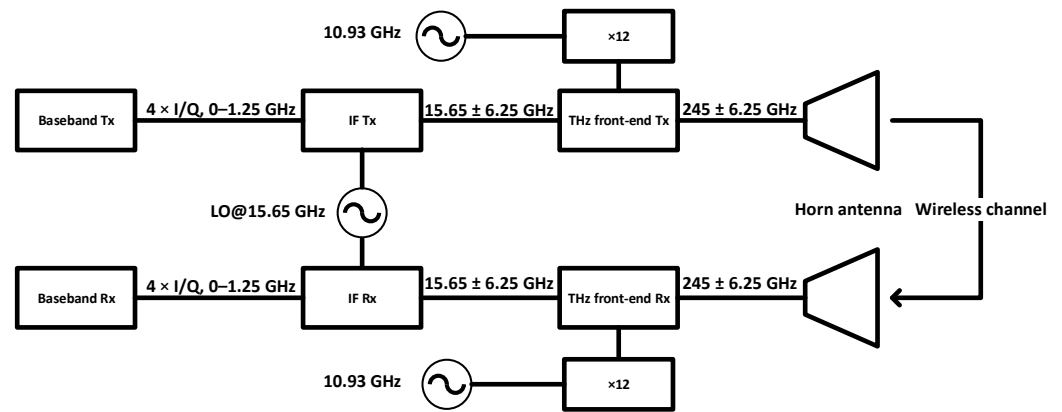 10.93 GHz
×12
Baseband Tx
4 × I/Q, 0–1.25 GHz
IF Tx
15.65 ± 6.25 GHz
THz front-end Tx
245 ± 6.25 GHz
LO@15.65 GHz
Horn antenna
Wireless channel
Baseband Rx
4 × I/Q, 0–1.25 GHz
IF Rx
15.65 ± 6.25 GHz
THz front-end Rx
245 ± 6.25 GHz
10.93 GHz
×12